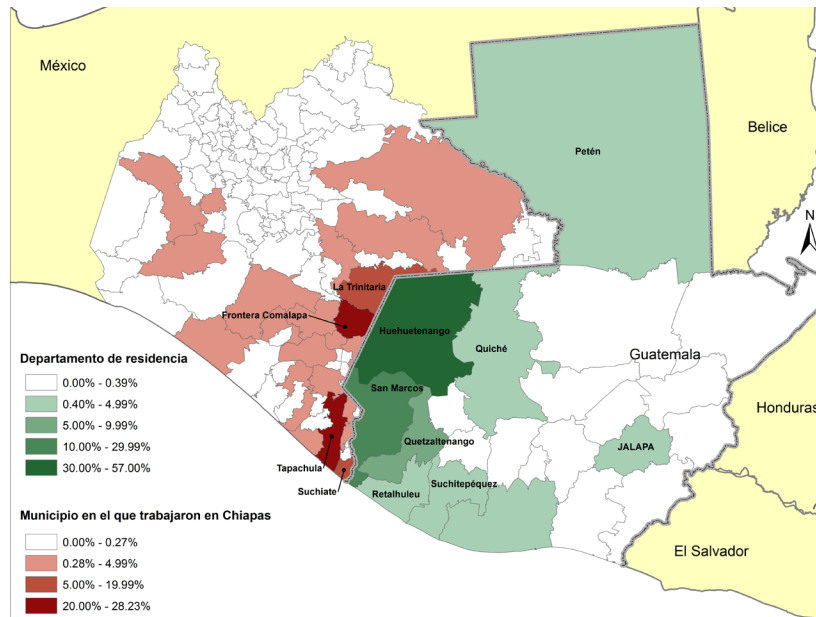 México
Belice
Petén
N
La Trinitaria
Frontera Comalapa
Huehuetenango
Quiché
Guatemala
Departamento de residencia
0.00% - 0.39%
0.40% - 4.99%
5.00% - 9.99%
10.00% - 29.99%
30.00% - 57.00%
San Marcos
Honduras
Quetzaltenango
JALAPA
Tapachula
Suchiate
Retalhuleu
Suchitepéquez
Municipio en el que trabajaron en Chiapas
0.00% - 0.27%
0.28% - 4.99%
5.00% - 19.99%
20.00% - 28.23%
El Salvador